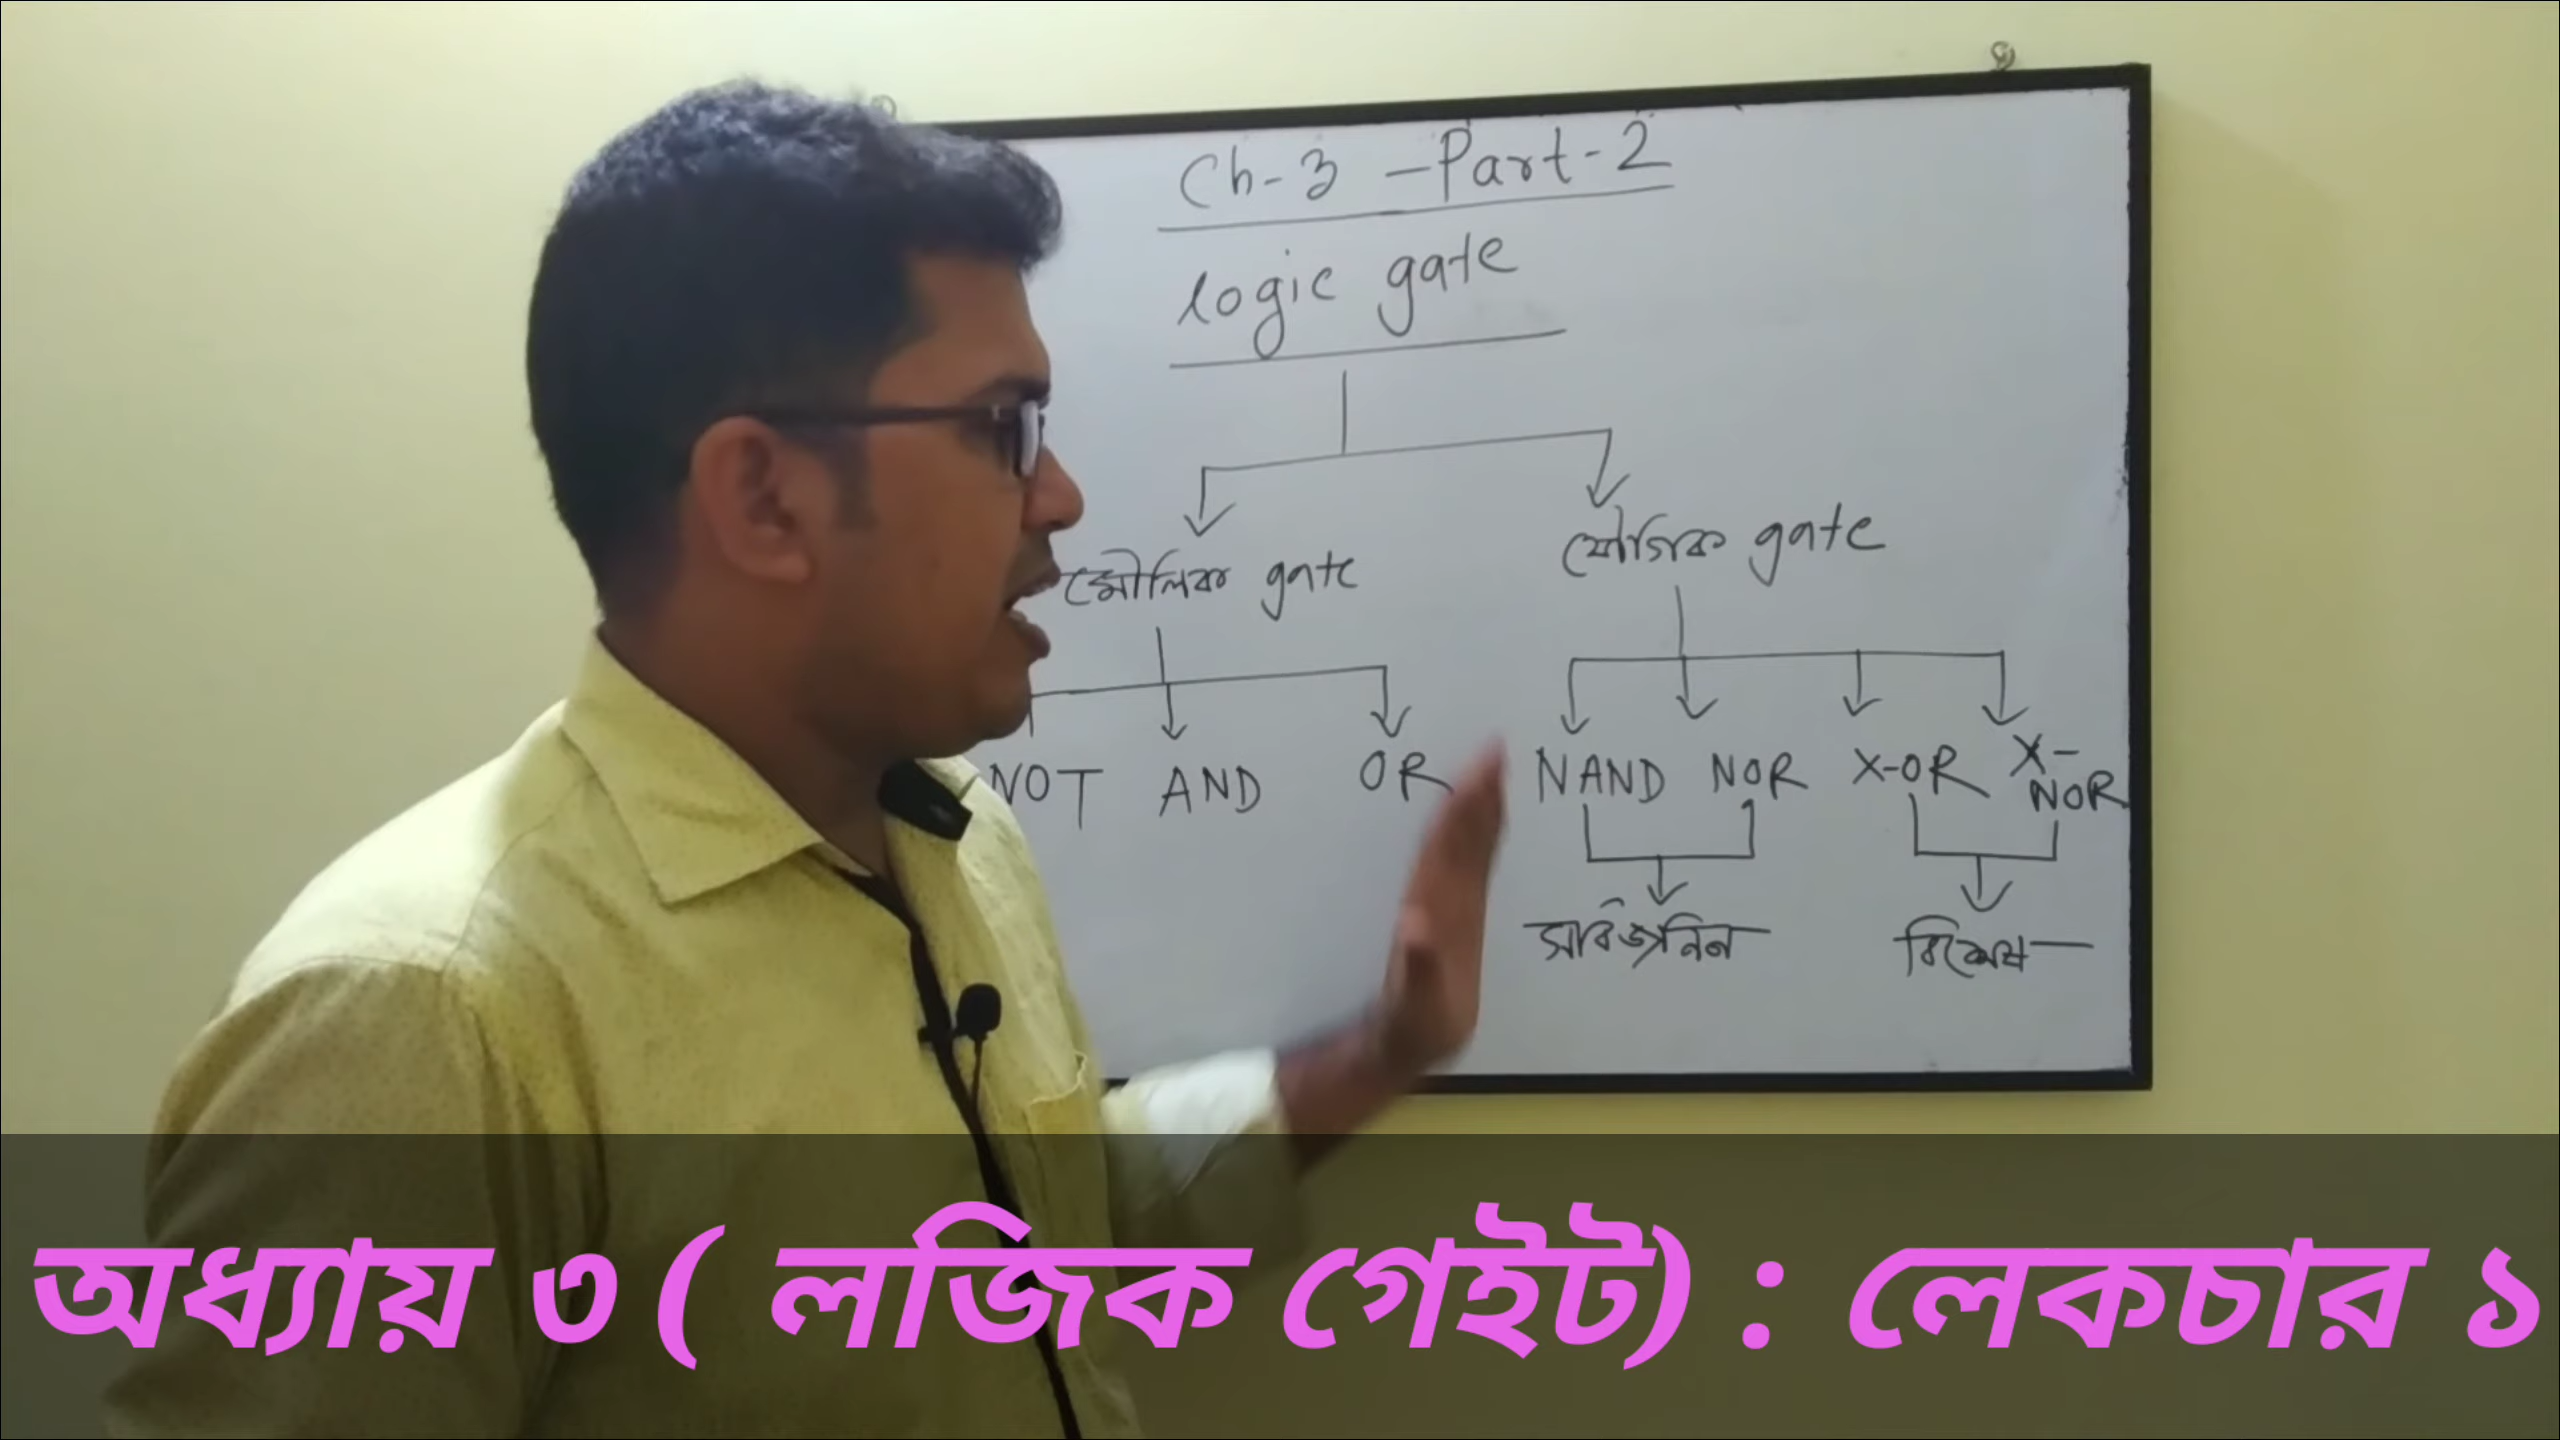 Ch-3 -Part-2
logic gate
মৌলিক gate
যৌগিক gate
NOT AND OR
NAND NOR X-OR X-NOR
সার্বজনিন
বিশেষ
অধ্যায় ৩ ( লজিক গেইট) : লেকচার ১